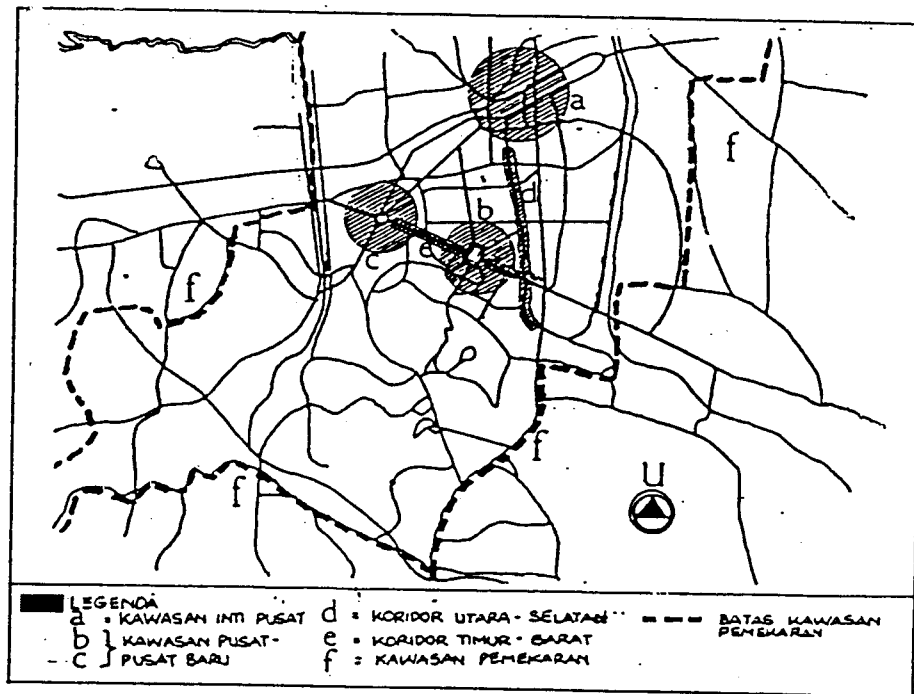 a
f
b
d
e
c
f
f
f
U
LEGENDA
a = KAWASAN INTI PUSAT
b } KAWASAN PUSAT-
c } PUSAT BARU
d = KORIDOR UTARA - SELATAN
e = KORIDOR TIMUR - BARAT
f = KAWASAN PEMEKARAN
BATAS KAWASAN
PEMEKARAN